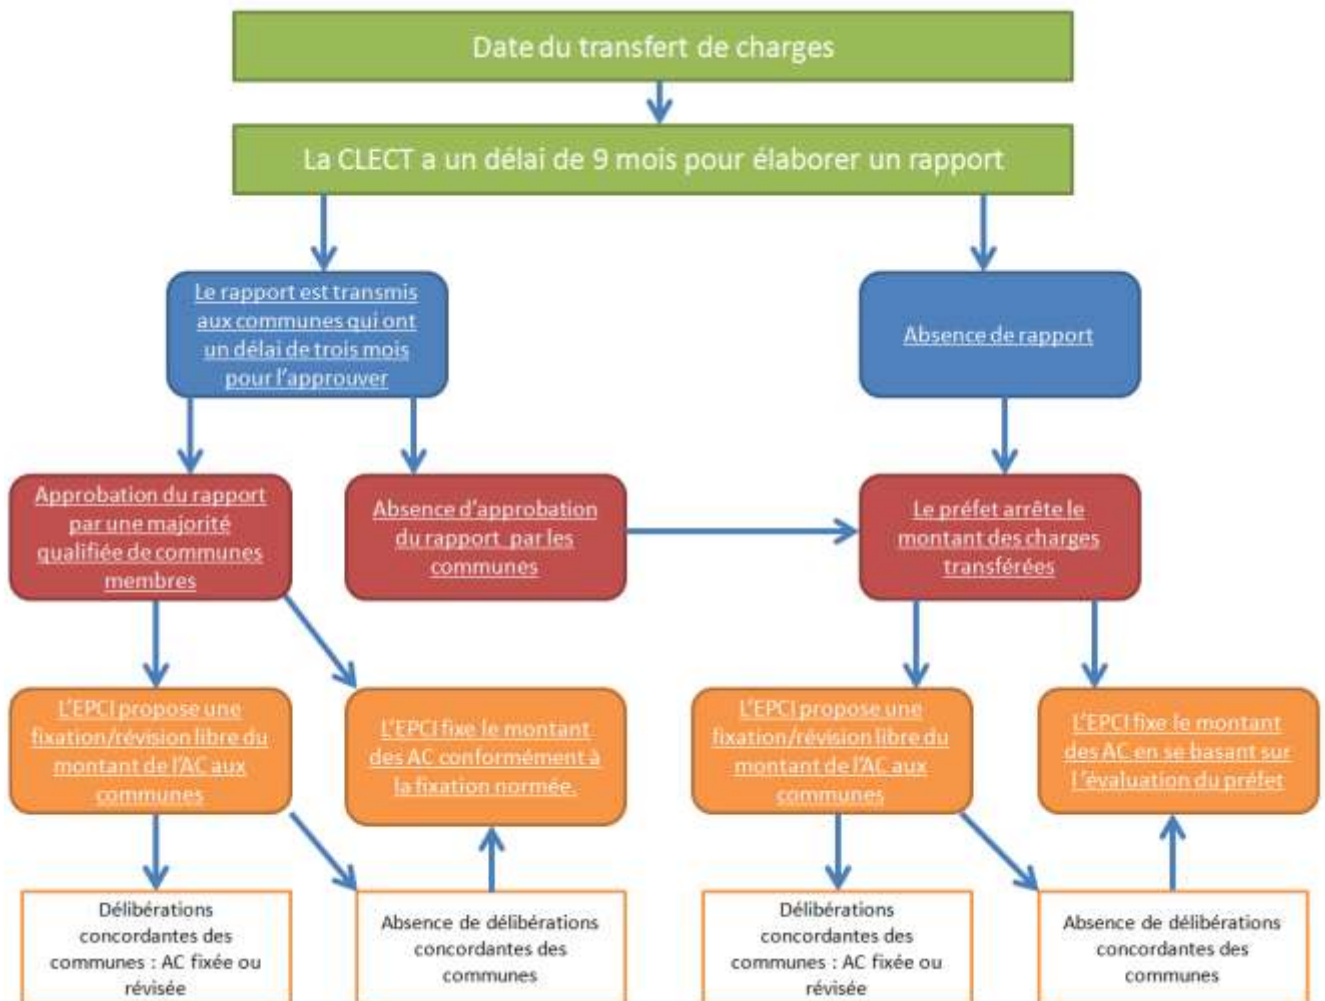 Date du transfert de charges
La CLECT a un délai de 9 mois pour élaborer un rapport
Le rapport est transmis
aux communes qui ont
un délai de trois mois
pour l'approuver
Absence de rapport
Approbation du rapport
par une majorité
qualifiée de communes
membres
Absence d'approbation
du rapport par les
communes
Le préfet arrête le
montant des charges
transférées
L'EPCI propose une
fixation/révision libre du
montant de l'AC aux
communes
L'EPCI fixe le montant
des AC conformément à
la fixation normée.
L'EPCI propose une
fixation/révision libre du
montant de l'AC aux
communes
L'EPCI fixe le montant
des AC en se basant sur
l'évaluation du préfet
Délibérations
concordantes des
communes : AC fixée ou
révisée
Absence de délibérations
concordantes des
communes
Délibérations
concordantes des
communes : AC fixée ou
révisée
Absence de délibérations
concordantes des
communes